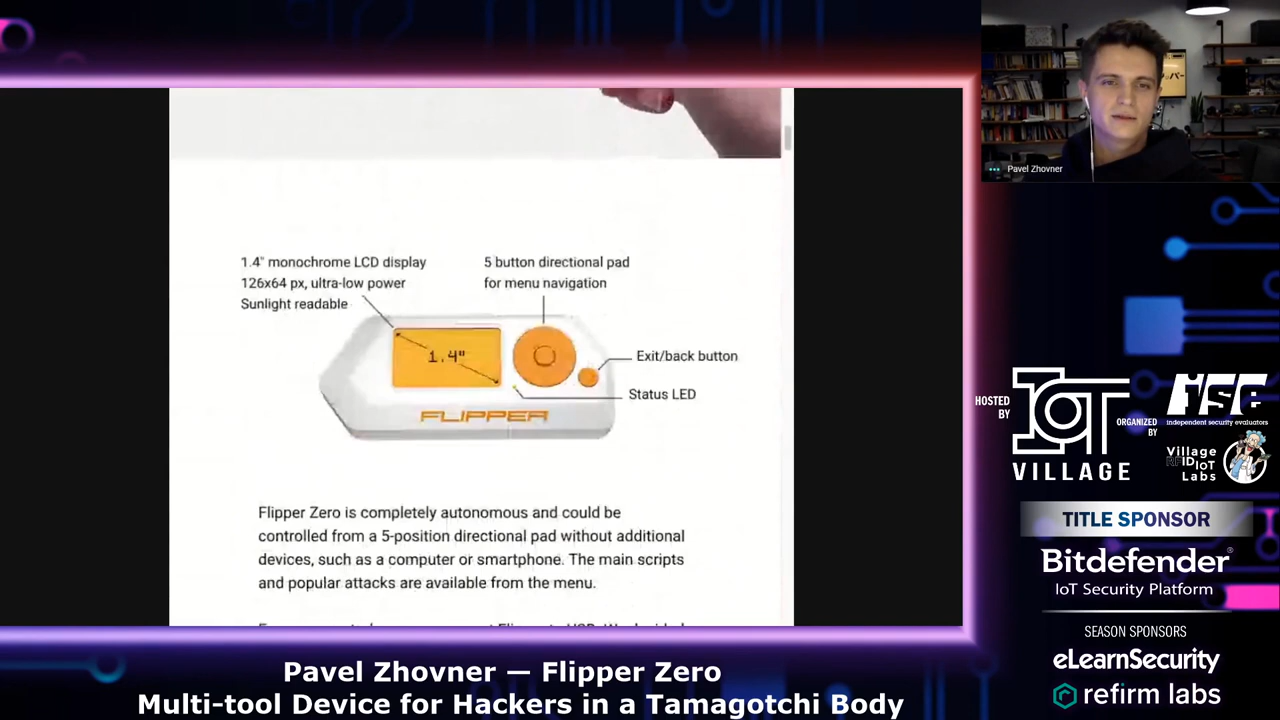 1.4" monochrome LCD display
126x64 px, ultra-low power
Sunlight readable
5 button directional pad
for menu navigation
1.4"
Exit/back button
Status LED
FLIPPER
Flipper Zero is completely autonomous and could be
controlled from a 5-position directional pad without additional
devices, such as a computer or smartphone. The main scripts
and popular attacks are available from the menu.
Pavel Zhovner
HOSTED
BY
IOT
VILLAGE
ORGANIZED
BY
ISE
independent security evaluators
Village
IDIoT
Labs
TITLE SPONSOR
Bitdefender®
IoT Security Platform
SEASON SPONSORS
eLearnSecurity
refirm labs
Pavel Zhovner — Flipper Zero
Multi-tool Device for Hackers in a Tamagotchi Body